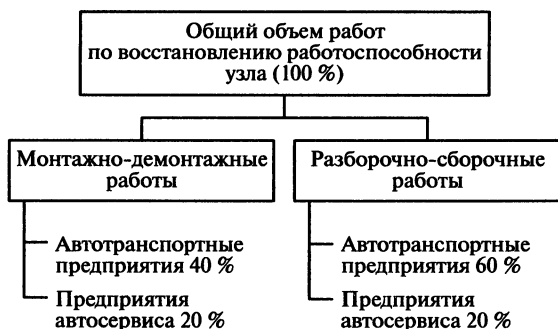 Общий объем работ
по восстановлению работоспособности
узла (100 %)
Монтажно-демонтажные
работы
Автотранспортные
предприятия 40 %
Предприятия
автосервиса 20 %
Разборочно-сборочные
работы
Автотранспортные
предприятия 60 %
Предприятия
автосервиса 20 %